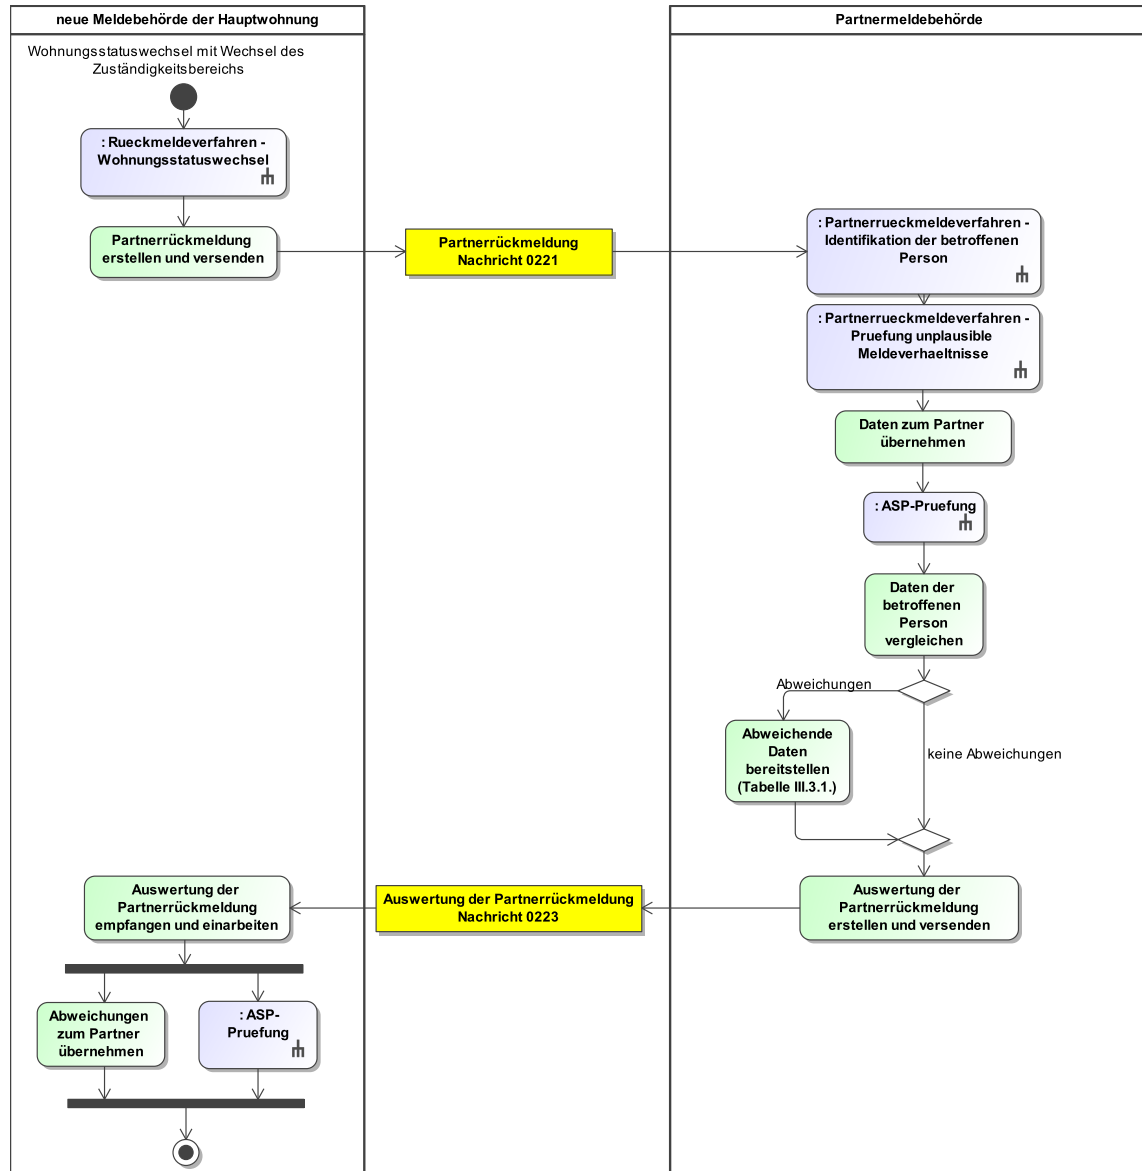 neue Meldebehörde der Hauptwohnung
Partnermeldebehörde
Wohnungsstatuswechsel mit Wechsel des
Zuständigkeitsbereichs
: Rueckmeldeverfahren -
Wohnungsstatuswechsel
Partnerrückmeldung
erstellen und versenden
Partnerrückmeldung
Nachricht 0221
: Partnerrueckmeldeverfahren -
Identifikation der betroffenen
Person
: Partnerrueckmeldeverfahren -
Pruefung unplausible
Meldeverhaeltnisse
Daten zum Partner
übernehmen
: ASP-Pruefung
Daten der
betroffenen
Person
vergleichen
Abweichungen
keine Abweichungen
Abweichende
Daten
bereitstellen
(Tabelle III.3.1.)
Auswertung der
Partnerrückmeldung
erstellen und versenden
Auswertung der Partnerrückmeldung
Nachricht 0223
Auswertung der
Partnerrückmeldung
empfangen und einarbeiten
Abweichungen
zum Partner
übernehmen
: ASP-
Pruefung